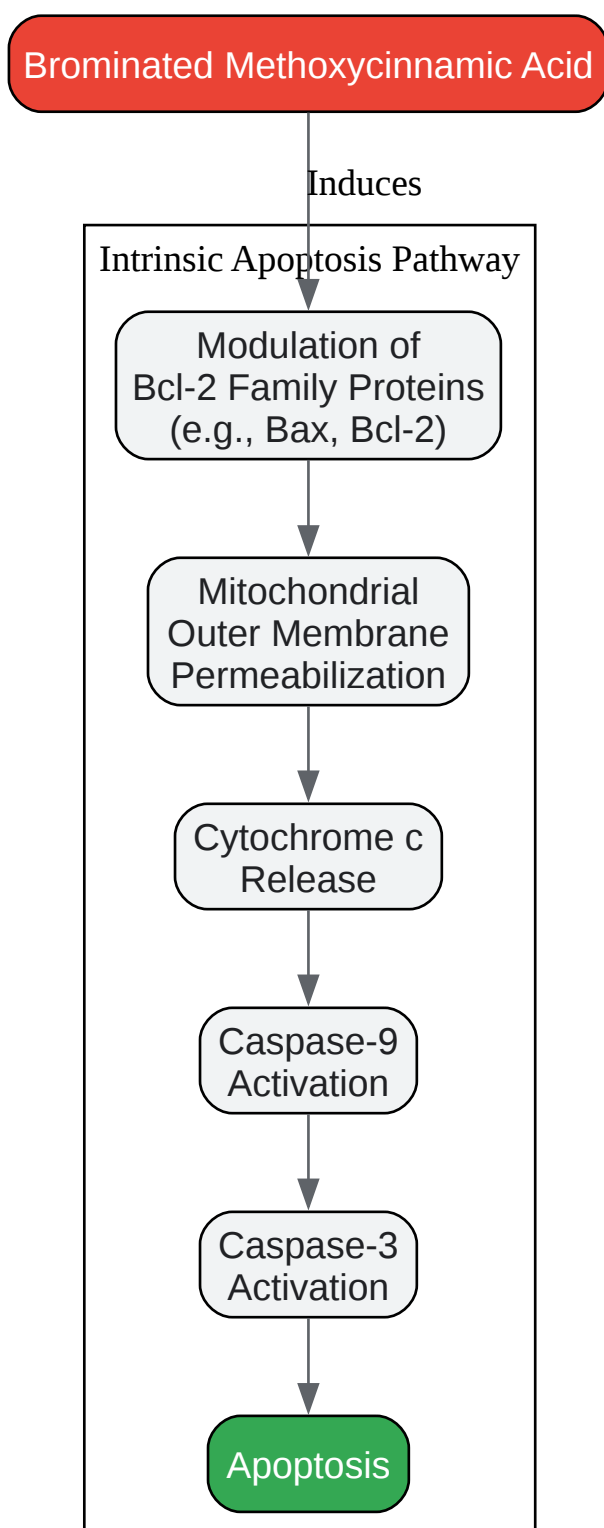 Brominated Methoxycinnamic Acid
Induces
Intrinsic Apoptosis Pathway
Modulation of
Bcl-2 Family Proteins
(e.g., Bax, Bcl-2)
Mitochondrial
Outer Membrane
Permeabilization
Cytochrome c
Release
Caspase-9
Activation
Caspase-3
Activation
Apoptosis